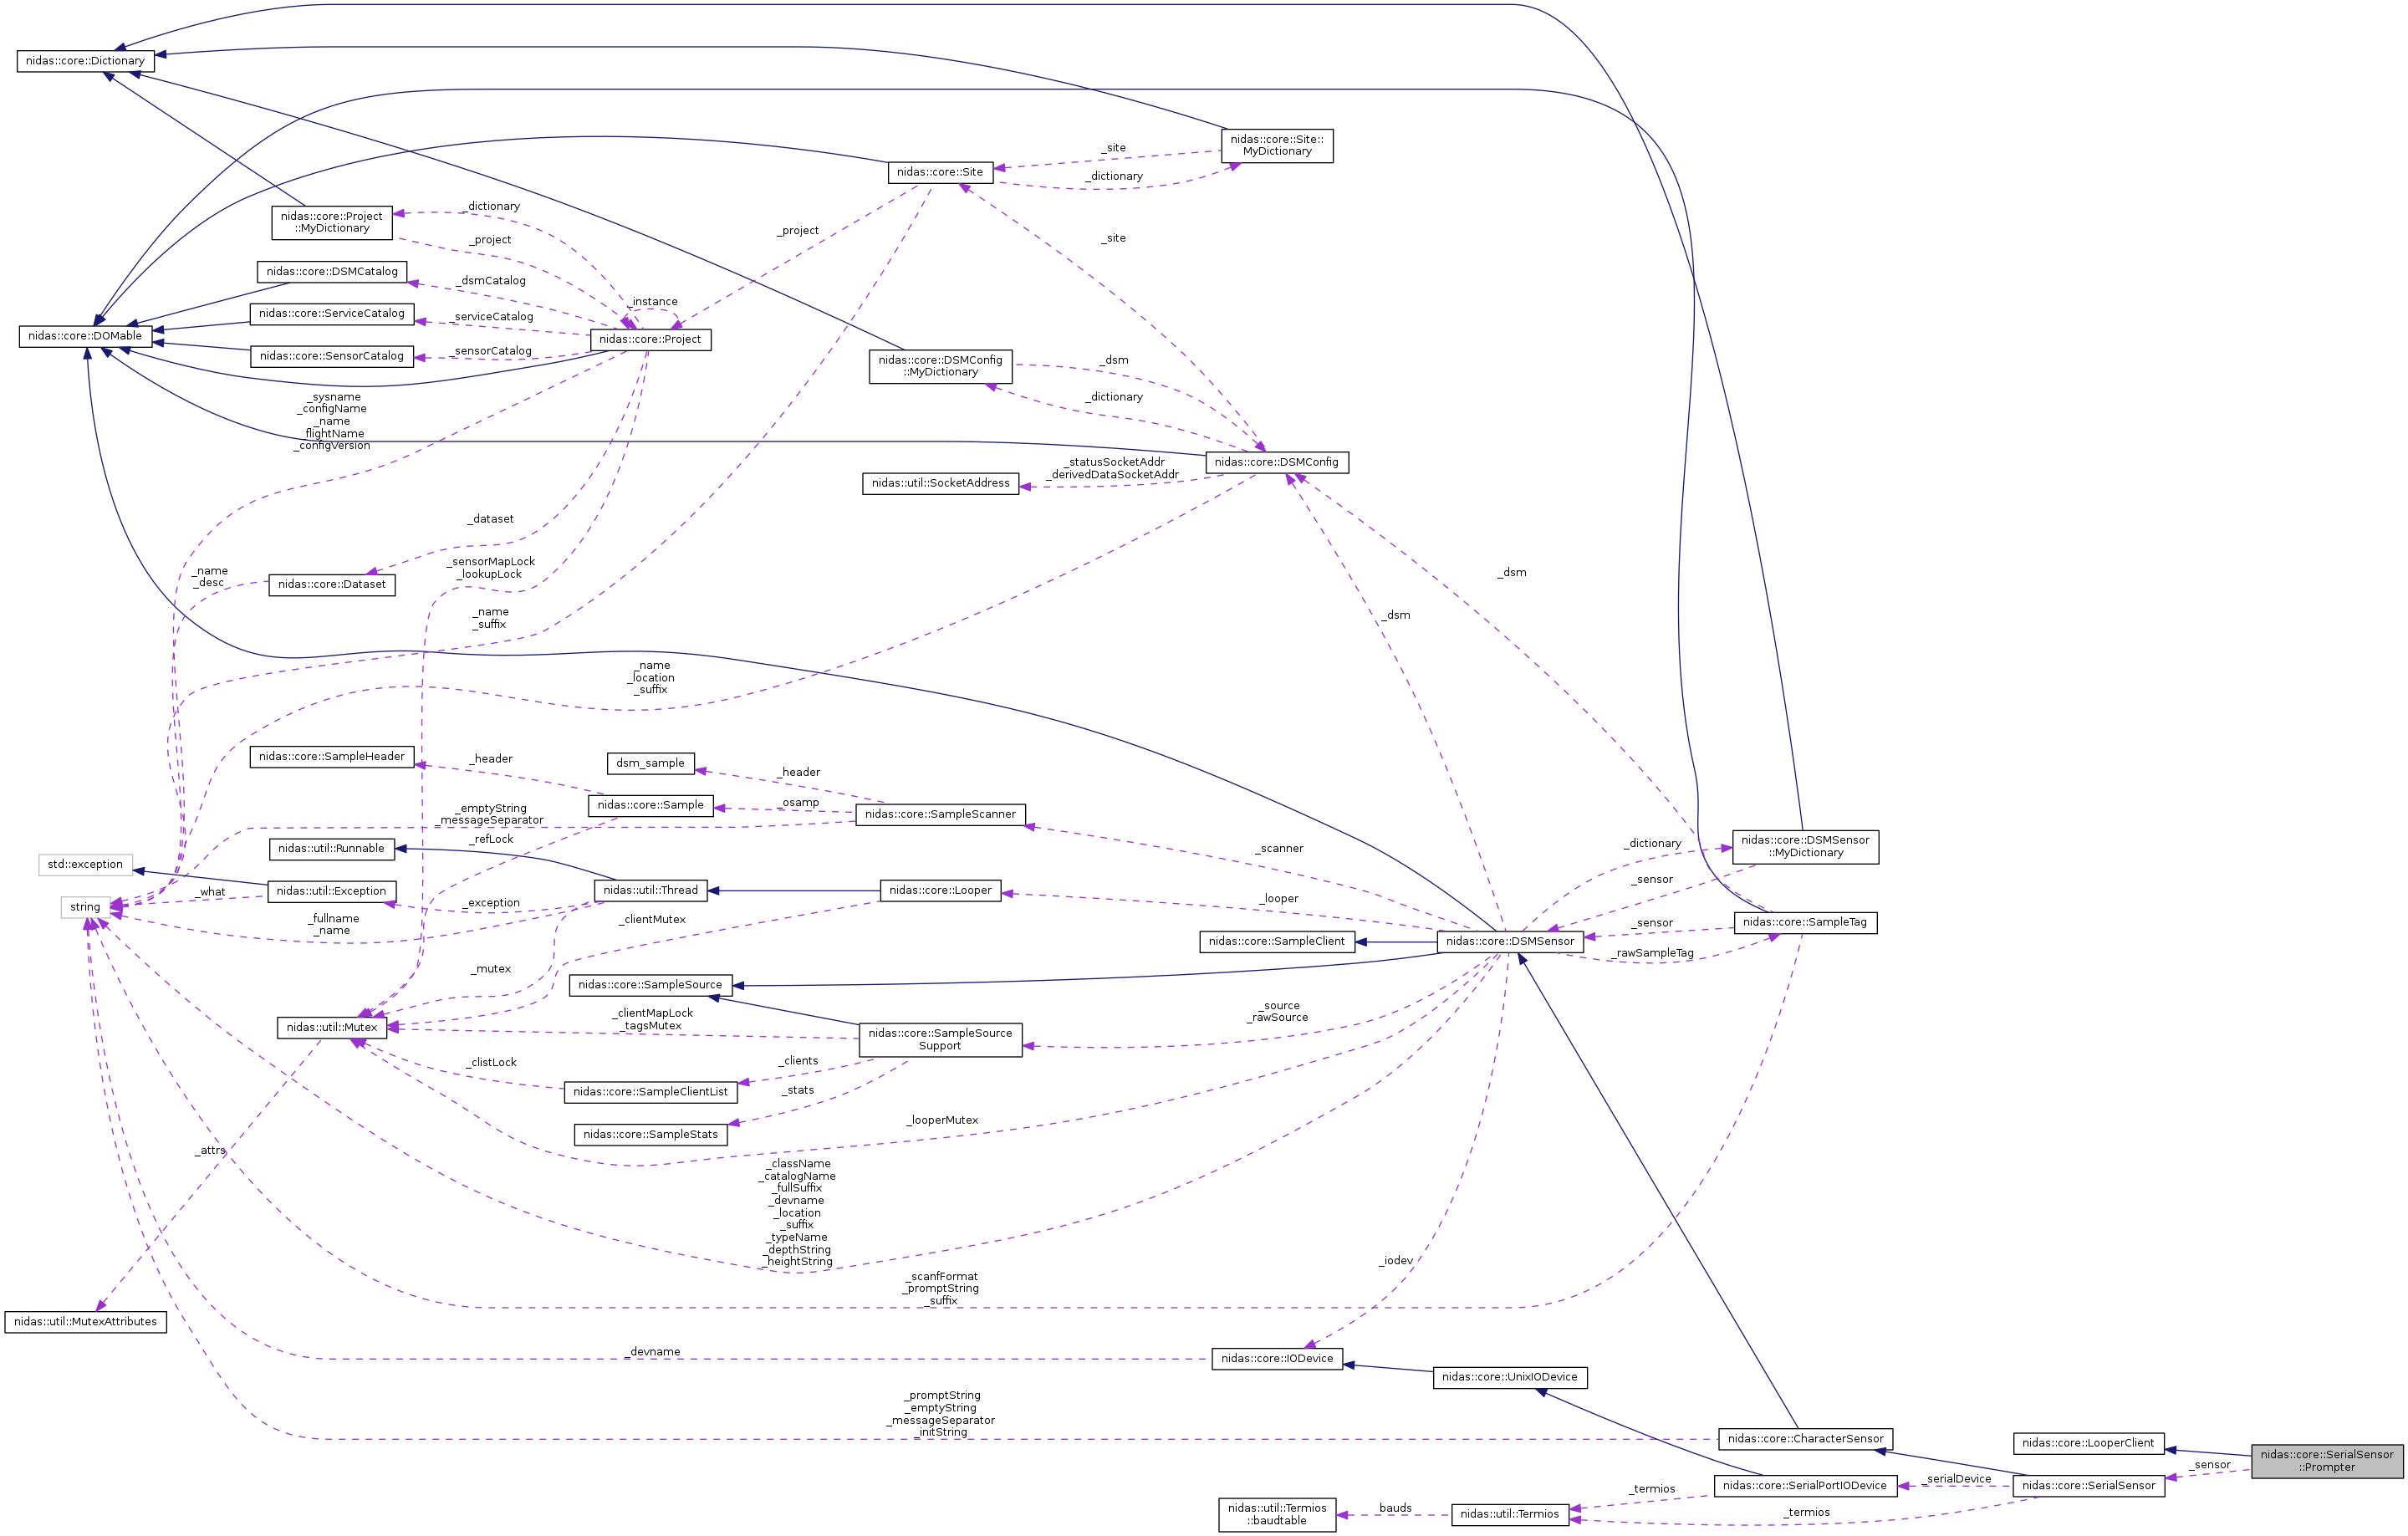 nidas::core::Dictionary
nidas::core::Site::
MyDictionary
_site
_dictionary
nidas::core::Site
nidas::core::Project
::MyDictionary
_dictionary
_project
_project
_site
nidas::core::DSMCatalog
_dsmCatalog
_instance
nidas::core::ServiceCatalog
_serviceCatalog
nidas::core::DOMable
nidas::core::Project
nidas::core::SensorCatalog
_sensorCatalog
nidas::core::DSMConfig
::MyDictionary
_dsm
_dictionary
_sysname
_configName
_name
flightName
_configVersion
nidas::core::DSMConfig
_statusSocketAddr
_derivedDataSocketAddr
nidas::util::SocketAddress
_dataset
_name
_desc
nidas::core::Dataset
_sensorMapLock
_lookupLock
_dsm
_name
_suffix
_dsm
_name
_location
_suffix
nidas::core::SampleHeader
_header
dsm_sample
_header
nidas::core::Sample
_osamp
nidas::core::SampleScanner
_emptyString
_messageSeparator
_refLock
nidas::util::Runnable
_scanner
_dictionary
nidas::core::DSMSensor
::MyDictionary
std::exception
nidas::util::Exception
_what
nidas::util::Thread
nidas::core::Looper
_looper
_sensor
string
_exception
_fullname
_name
_clientMutex
nidas::core::SampleTag
_sensor
nidas::core::SampleClient
nidas::core::DSMSensor
_rawSampleTag
_mutex
nidas::core::SampleSource
_source
_rawSource
_clientMapLock
_tagsMutex
nidas::util::Mutex
nidas::core::SampleSource
Support
_clistLock
_clients
nidas::core::SampleClientList
_stats
nidas::core::SampleStats
_looperMutex
_attrs
_className
_catalogName
_fullSuffix
_devname
_location
_suffix
_typeName
_depthString
_heightString
_iodev
_scanfFormat
_promptString
_suffix
nidas::util::MutexAttributes
_devname
nidas::core::IODevice
nidas::core::UnixIODevice
_promptString
_emptyString
_messageSeparator
_initString
nidas::core::CharacterSensor
nidas::core::LooperClient
nidas::core::SerialSensor
::Prompter
_sensor
nidas::core::SerialPortIODevice
_serialDevice
nidas::core::SerialSensor
_termios
_termios
nidas::util::Termios
::baudtable
bauds
nidas::util::Termios